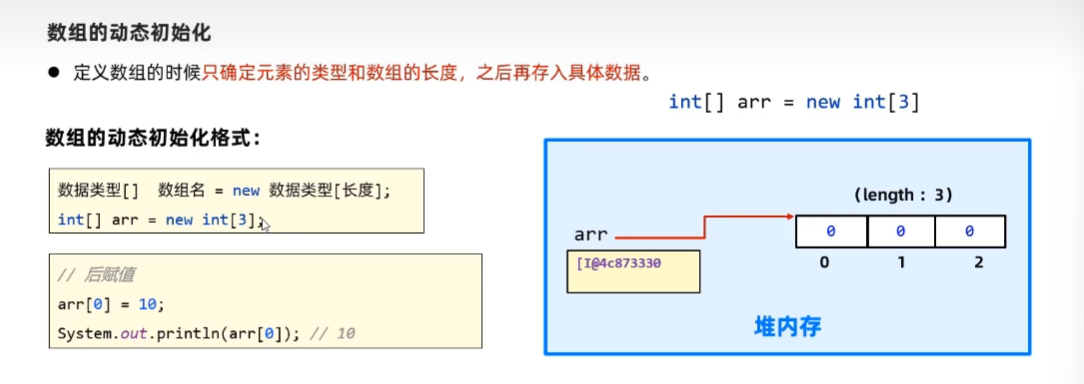 数组的动态初始化
● 定义数组的时候只确定元素的类型和数组的长度，之后再存入具体数据。
int[] arr = new int[3]
数组的动态初始化格式：
数据类型[] 数组名 = new 数据类型[长度];
int[] arr = new int[3];
// 后赋值
arr[0] = 10;
System.out.println(arr[0]); // 10
(length : 3)
arr
0 0 0
[I@4c873330
0 1 2
堆内存